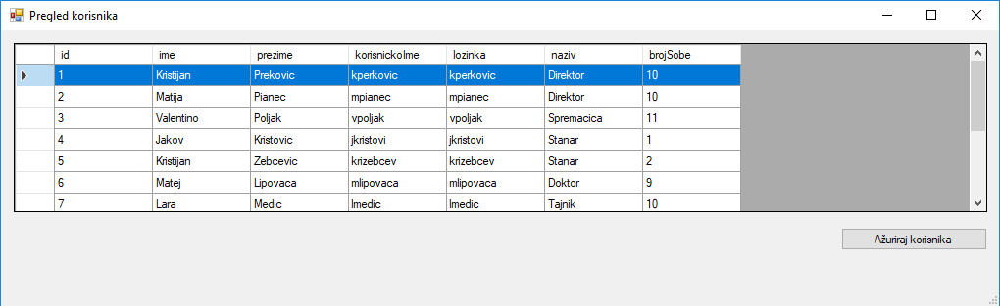 Pregled korisnika
id ime prezime korisnickoIme lozinka naziv brojSobe
1 Kristijan Prekovic kperkovic kperkovic Direktor 10
2 Matija Pianec mpianec mpianec Direktor 10
3 Valentino Poljak vpoljak vpoljak Spremacica 11
4 Jakov Kristovic jkristovi jkristovi Stanar 1
5 Kristijan Zebcevic krizebcev krizebcev Stanar 2
6 Matej Lipovaca mlipovaca mlipovaca Doktor 9
7 Lara Medic lmedic lmedic Tajnik 10
Ažuriraj korisnika